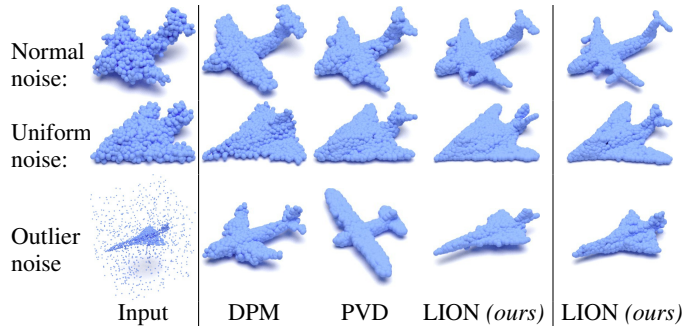 Normal
noise:
Uniform
noise:
Outlier
noise
Input DPM PVD LION (ours) LION (ours)